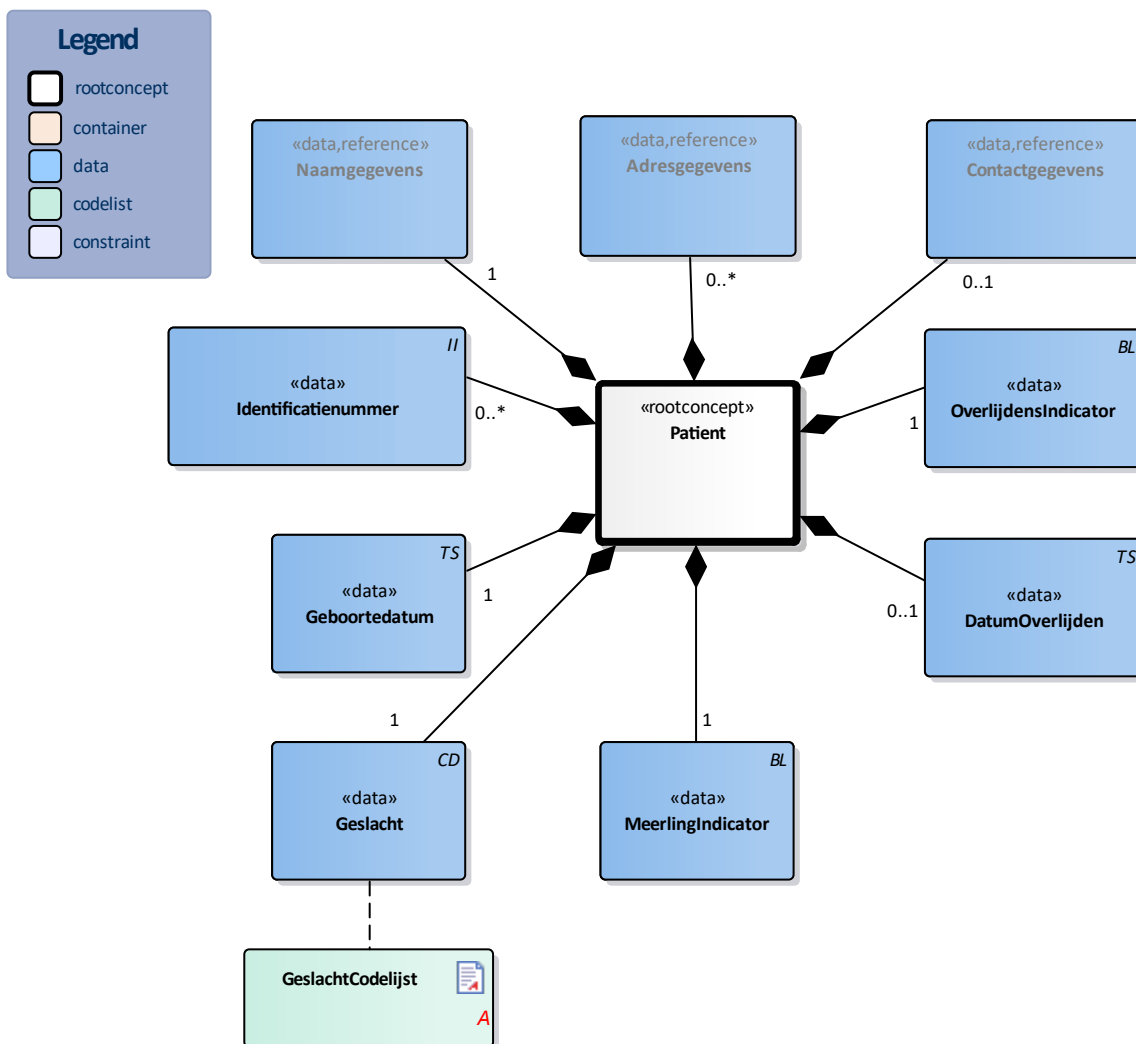 Legend
rootconcept
container
data
codelist
constraint
«data,reference»
Naamgegevens
«data,reference»
Adresgegevens
«data,reference»
Contactgegevens
1
0..*
0..1
II
«data»
Identificatienummer
0..*
«rootconcept»
Patient
BL
«data»
OverlijdensIndicator
1
TS
«data»
Geboortedatum
1
TS
«data»
DatumOverlijden
0..1
1
1
CD
«data»
Geslacht
BL
«data»
MeerlingIndicator
GeslachtCodelijst
A